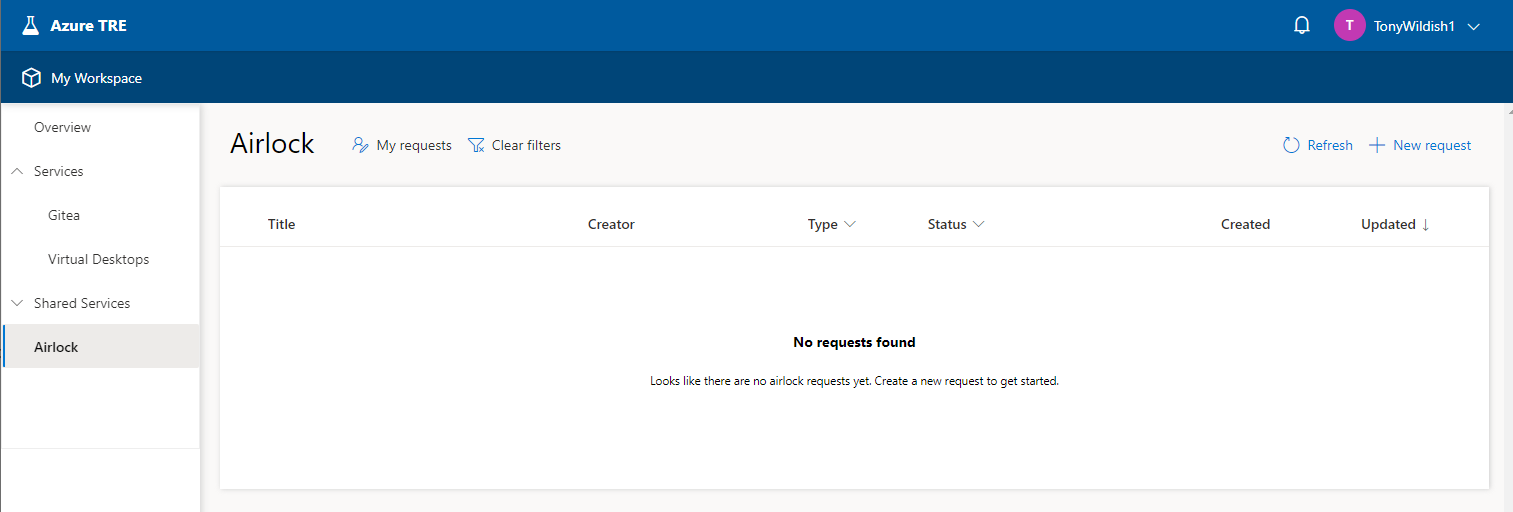 Azure TRE
T TonyWildish1
My Workspace
Overview
Services
Gitea
Virtual Desktops
Shared Services
Airlock
Airlock My requests Clear filters Refresh New request
Title Creator Type Status Created Updated
No requests found
Looks like there are no airlock requests yet. Create a new request to get started.